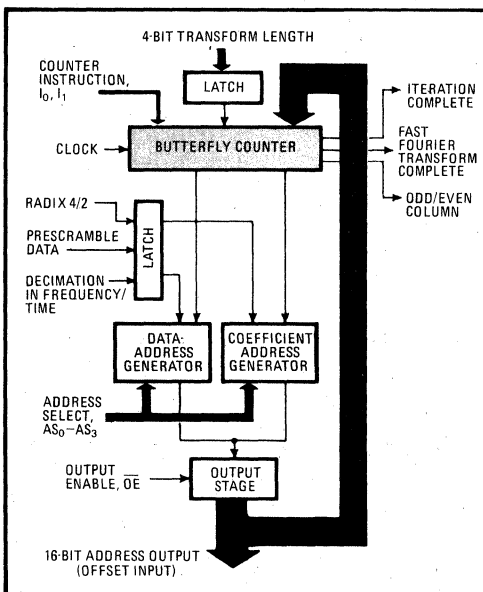 4-BIT TRANSFORM LENGTH
COUNTER
INSTRUCTION,
I₀, I₁
LATCH
ITERATION
COMPLETE
CLOCK
BUTTERFLY COUNTER
FAST
FOURIER
TRANSFORM
COMPLETE
ODD/EVEN
COLUMN
RADIX 4/2
PRESCRAMBLE
DATA
LATCH
DECIMATION
IN FREQUENCY/
TIME
DATA-
ADDRESS
GENERATOR
COEFFICIENT
ADDRESS
GENERATOR
ADDRESS
SELECT,
AS₀–AS₃
OUTPUT
ENABLE, O̅E̅
OUTPUT
STAGE
16-BIT ADDRESS OUTPUT
(OFFSET INPUT)